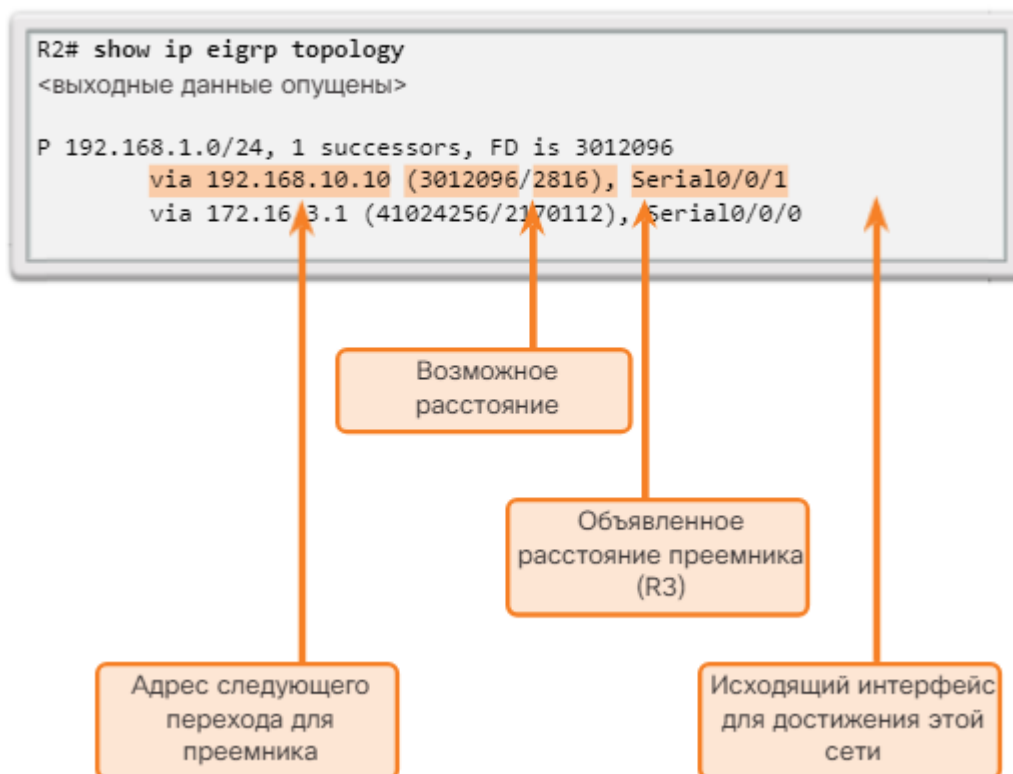 R2# show ip eigrp topology
<выходные данные опущены>
P 192.168.1.0/24, 1 successors, FD is 3012096
via 192.168.10.10 (3012096/2816), Serial0/0/1
via 172.16.3.1 (41024256/2170112), Serial0/0/0
Возможное
расстояние
Объявленное
расстояние преемника
(R3)
Адрес следующего
перехода для
преемника
Исходящий интерфейс
для достижения этой
сети